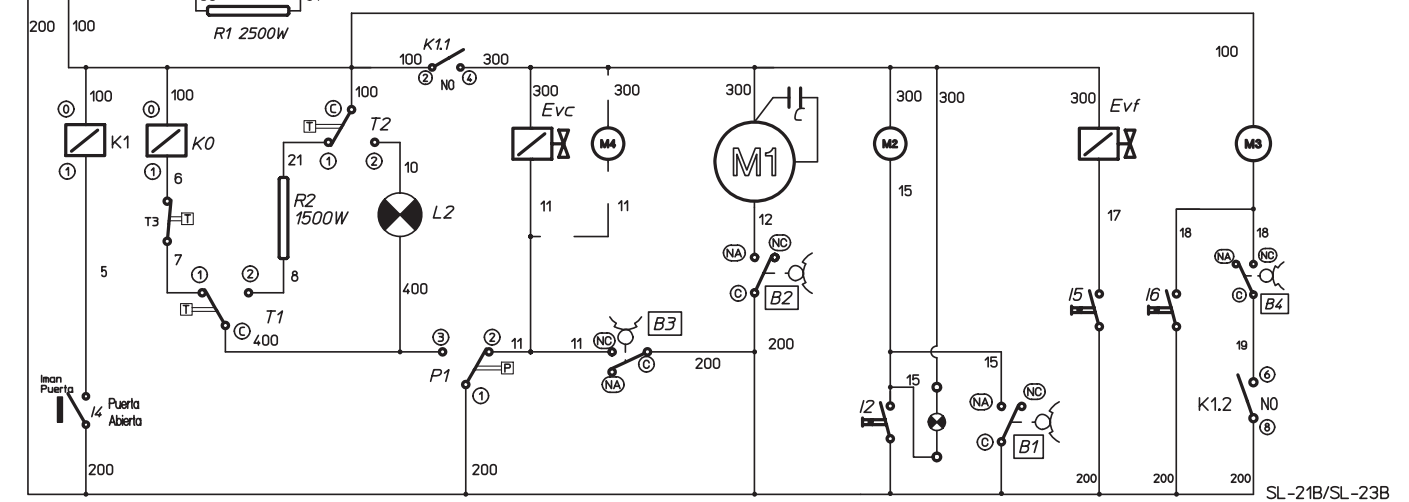 R1 2500W
200 100
K1.1
100 300
2 4
NO
100
100 100 100 300 300 300 300 300 300
0 0 C
Evc Evf
T T2 C
K1 K0 M4 M1 M2 M3
1 1 1 2
21 10
6 15
R2
1500W
L2
T3 T
11 11 12 17 18 18
NA NC NA NC
7
5 1 2 8
C B2 I5 I6 C B4
400
T T1
C
400
3 2 11 11 NC B3 200 200 15 19
P1 P C
1 NA
Iman
Puerta
I4 Puerta
Abierta
I2 15 NA NC
C B1
K1.2 6
NO
8
200 200 200 200 200
SL-21B/SL-23B